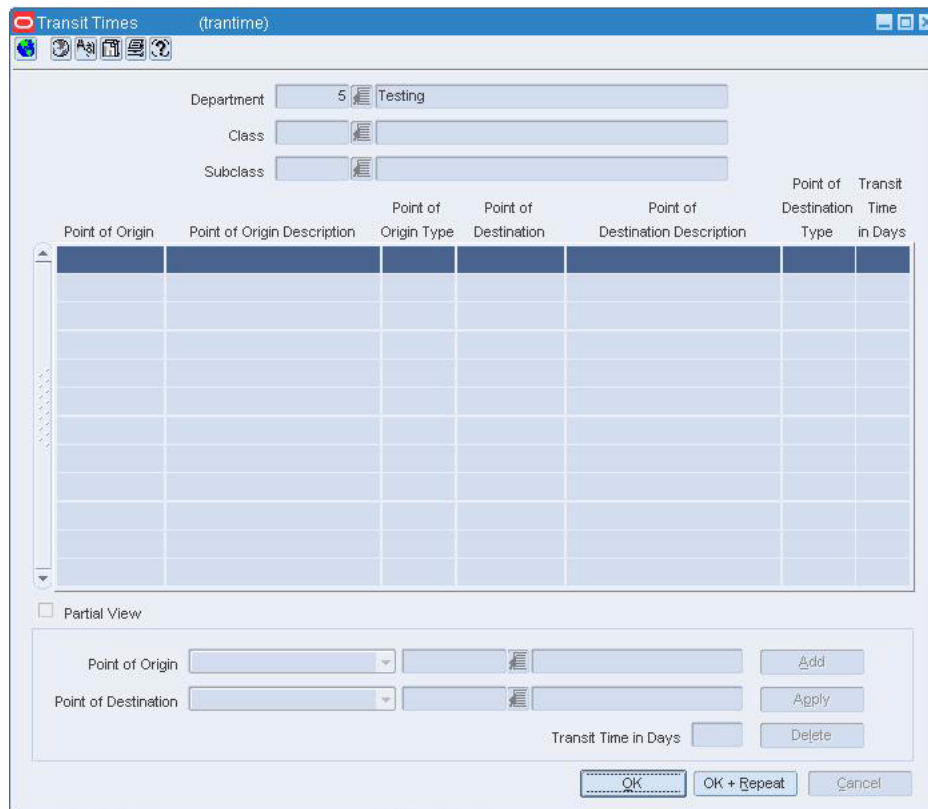 Transit Times (trantime)
Department 5 Testing
Class
Subclass
Point of Origin
Point of Origin Description
Point of Origin Type
Point of Destination
Point of Destination Description
Point of Destination Type
Transit Time in Days
Partial View
Point of Origin Add
Point of Destination Apply
Transit Time in Days Delete
OK OK + Repeat Cancel